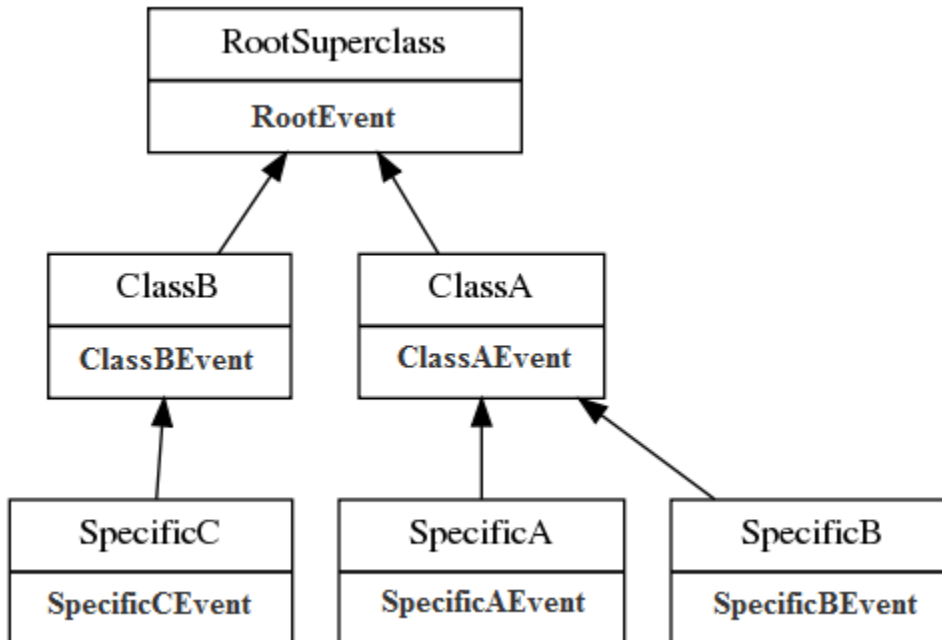 RootSuperclass
RootEvent
ClassB
ClassA
ClassBEvent
ClassAEvent
SpecificC
SpecificA
SpecificB
SpecificCEvent
SpecificAEvent
SpecificBEvent